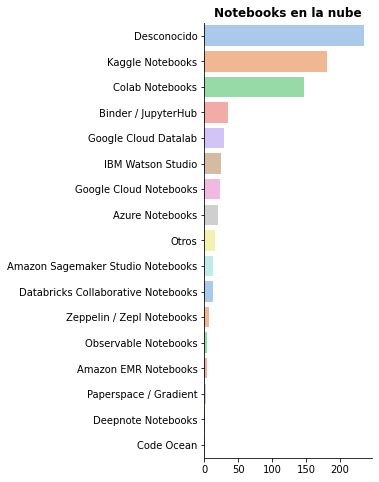 Notebooks en la nube
Desconocido
Kaggle Notebooks
Colab Notebooks
Binder / JupyterHub
Google Cloud Datalab
IBM Watson Studio
Google Cloud Notebooks
Azure Notebooks
Otros
Amazon Sagemaker Studio Notebooks
Databricks Collaborative Notebooks
Zeppelin / Zepl Notebooks
Observable Notebooks
Amazon EMR Notebooks
Paperspace / Gradient
Deepnote Notebooks
Code Ocean
0 50 100 150 200